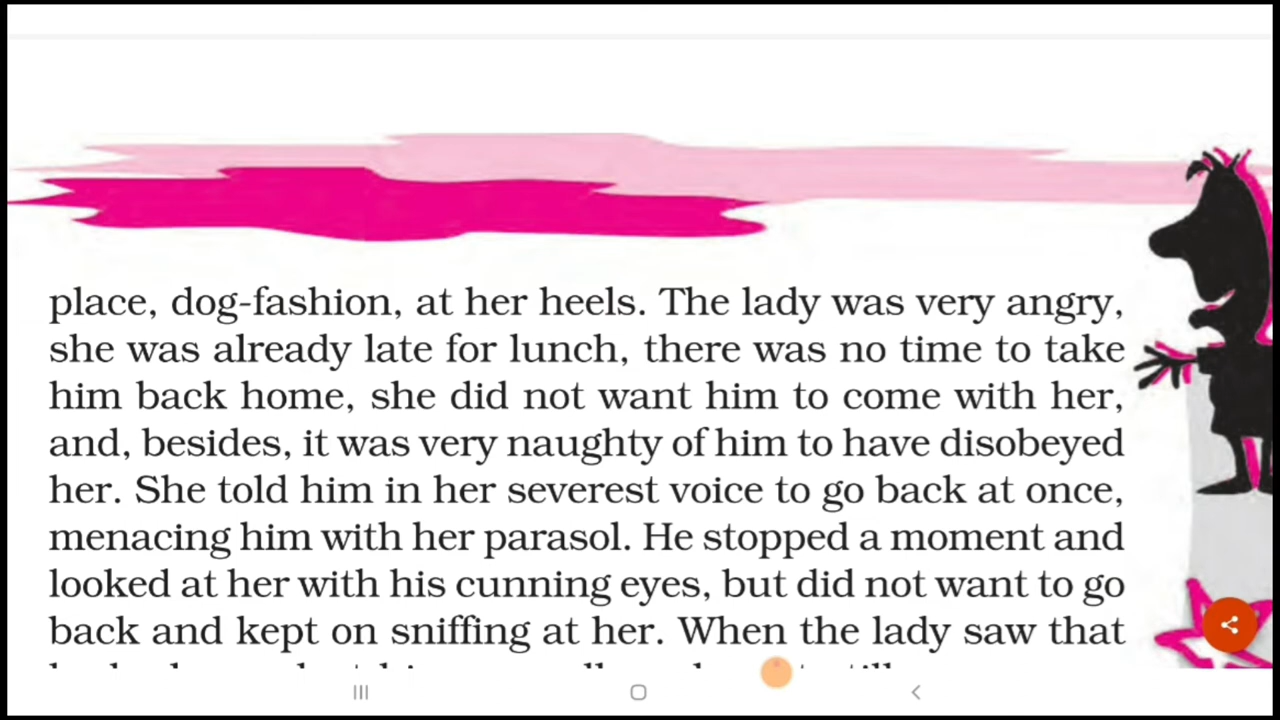 place, dog-fashion, at her heels. The lady was very angry,
she was already late for lunch, there was no time to take
him back home, she did not want him to come with her,
and, besides, it was very naughty of him to have disobeyed
her. She told him in her severest voice to go back at once,
menacing him with her parasol. He stopped a moment and
looked at her with his cunning eyes, but did not want to go
back and kept on sniffing at her. When the lady saw that